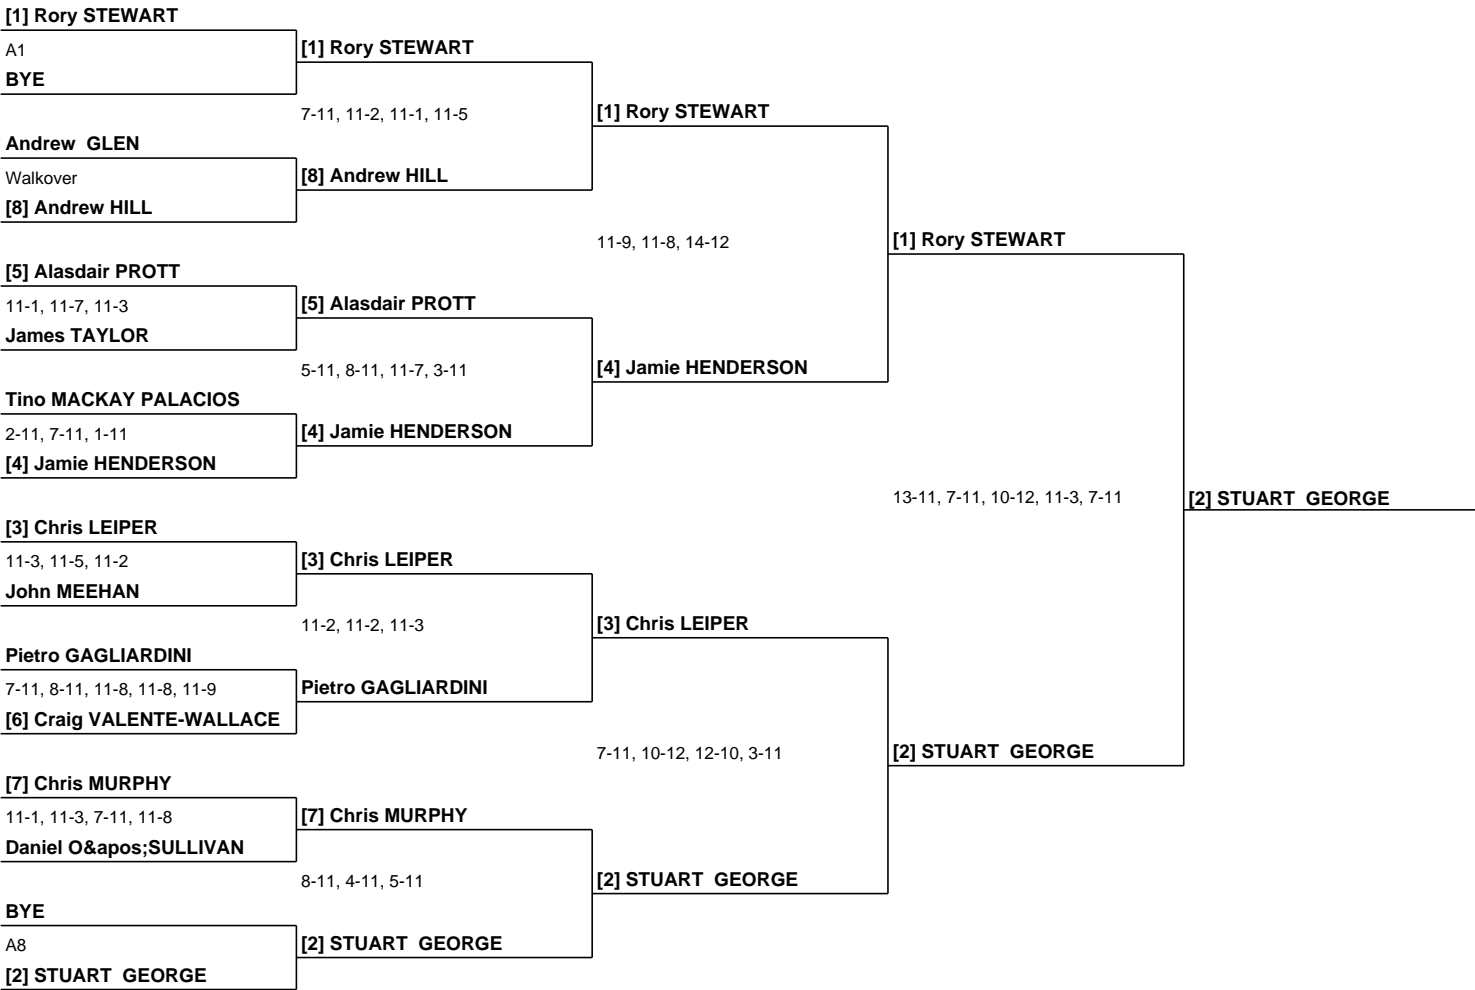 [1] Rory STEWART
A1
BYE
Andrew  GLEN
Walkover
[8] Andrew HILL
[5] Alasdair PROTT
11-1, 11-7, 11-3
James TAYLOR
Tino MACKAY PALACIOS
2-11, 7-11, 1-11
[4] Jamie HENDERSON
[3] Chris LEIPER
11-3, 11-5, 11-2
John MEEHAN
Pietro GAGLIARDINI
7-11, 8-11, 11-8, 11-8, 11-9
[6] Craig VALENTE-WALLACE
[7] Chris MURPHY
11-1, 11-3, 7-11, 11-8
Daniel O&apos;SULLIVAN
BYE
A8
[2] STUART  GEORGE
[1] Rory STEWART
7-11, 11-2, 11-1, 11-5
[8] Andrew HILL
[5] Alasdair PROTT
5-11, 8-11, 11-7, 3-11
[4] Jamie HENDERSON
[3] Chris LEIPER
11-2, 11-2, 11-3
Pietro GAGLIARDINI
[7] Chris MURPHY
8-11, 4-11, 5-11
[2] STUART  GEORGE
[1] Rory STEWART
11-9, 11-8, 14-12
[4] Jamie HENDERSON
[3] Chris LEIPER
7-11, 10-12, 12-10, 3-11
[2] STUART  GEORGE
[1] Rory STEWART
13-11, 7-11, 10-12, 11-3, 7-11
[2] STUART  GEORGE
[2] STUART  GEORGE